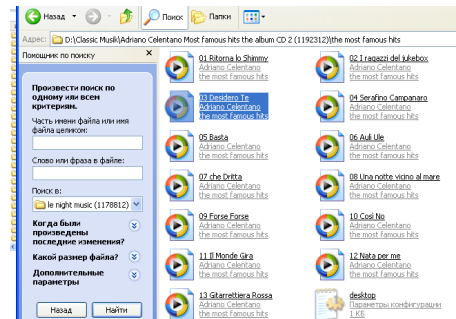 Назад
Поиск
Папки
Адрес: D:\Classic Musik\Adriano Celentano Most famous hits the album CD 2 (1192312)\the most famous hits
Помощник по поиску
Произвести поиск по
одному или всем
критериям.
Часть имени файла или имя
файла целиком:
Слово или фраза в файле:
Поиск в:
le night music (1178812)
Когда были
произведены
последние изменения?
Какой размер файла?
Дополнительные
параметры
Назад
Найти
01 Ritorna lo Shimmy
Adriano Celentano
the most famous hits
02 I ragazzi del jukebox
Adriano Celentano
the most famous hits
03 Desidero Te
Adriano Celentano
the most famous hits
04 Serafino Campanaro
Adriano Celentano
the most famous hits
05 Basta
Adriano Celentano
the most famous hits
06 Auli Ule
Adriano Celentano
the most famous hits
07 che Dritta
Adriano Celentano
the most famous hits
08 Una notte vicino al mare
Adriano Celentano
the most famous hits
09 Forse Forse
Adriano Celentano
the most famous hits
10 Così No
Adriano Celentano
the most famous hits
11 Il Monde Gira
Adriano Celentano
the most famous hits
12 Nata per me
Adriano Celentano
the most famous hits
13 Gitarrettiera Rossa
Adriano Celentano
the most famous hits
desktop
Параметры конфигурации
1 КБ